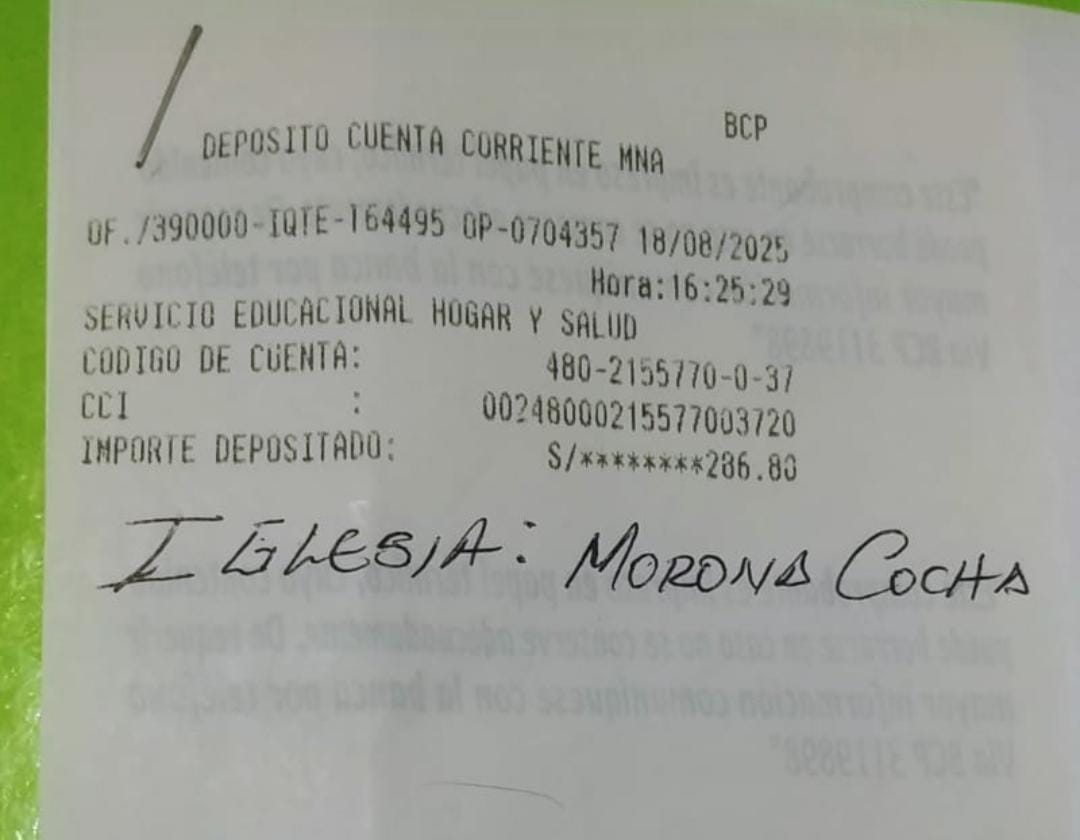 BCP
DEPOSITO CUENTA CORRIENTE MNA
OF./390000-IQTE-164495 OP-0704357 18/08/2025
Hora:16:25:29
SERVICIO EDUCACIONAL HOGAR Y SALUD
CODIGO DE CUENTA: 480-2155770-0-37
CCI : 00248000215577003720
IMPORTE DEPOSITADO: S/********286.80
IGLESIA: MORONA COCHA